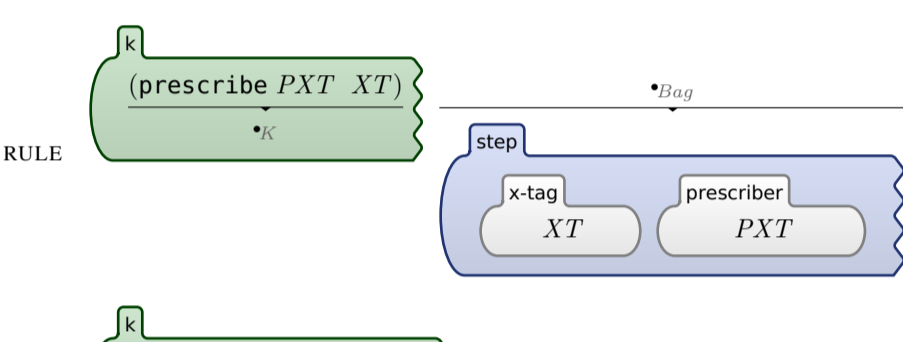 k
(prescribe PXT XT)
•K
•Bag
RULE
step
x-tag
prescriber
XT
PXT
k